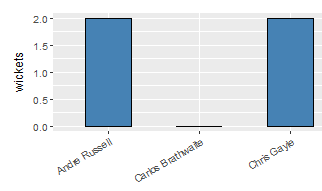 2.0
1.5
1.0
0.5
0.0
wickets
Andre Russell
Carlos Brathwaite
Chris Gayle